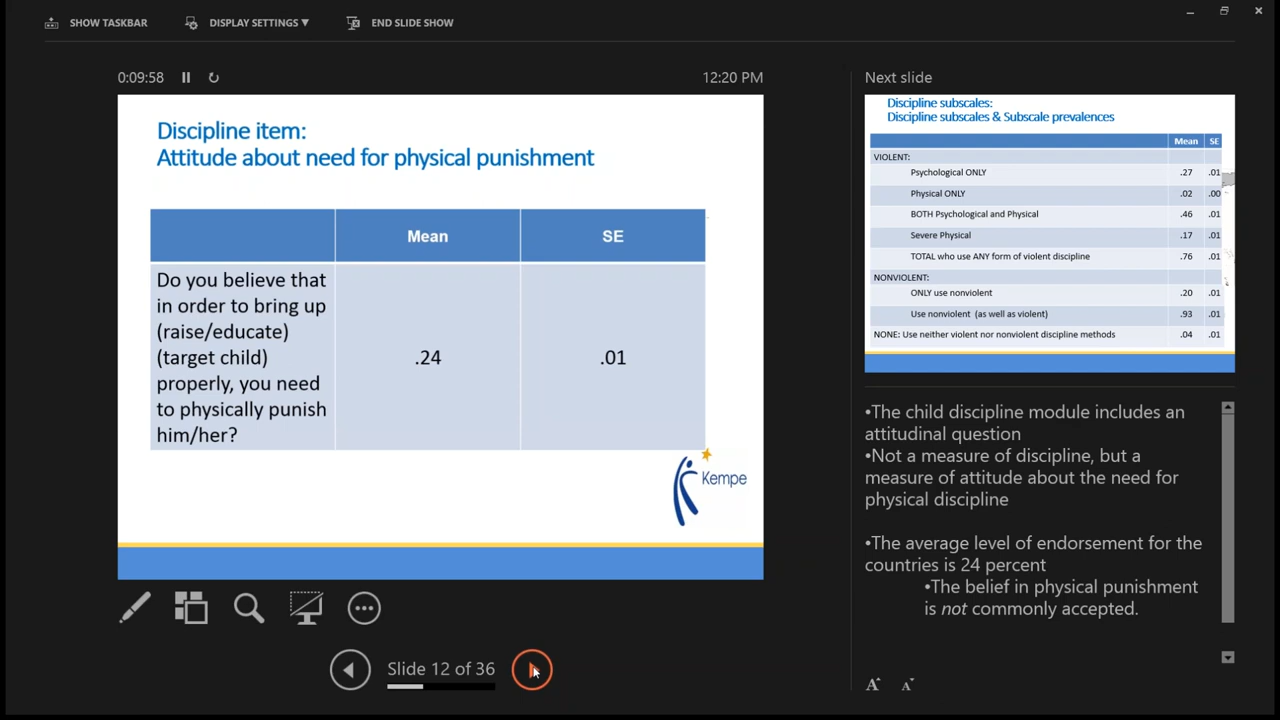 SHOW TASKBAR
DISPLAY SETTINGS ▼
END SLIDE SHOW
0:09:58
12:20 PM
Discipline item:
Attitude about need for physical punishment
Mean
SE
Do you believe that
in order to bring up
(raise/educate)
(target child)
properly, you need
to physically punish
him/her?
.24
.01
Kempe
Slide 12 of 36
Next slide
Discipline subscales:
Discipline subscales & Subscale prevalences
Mean SE
VIOLENT:
Psychological ONLY .27 .01
Physical ONLY .02 .00
BOTH Psychological and Physical .46 .01
Severe Physical .17 .01
TOTAL who use ANY form of violent discipline .76 .01
NONVIOLENT:
ONLY use nonviolent .20 .01
Use nonviolent (as well as violent) .93 .01
NONE: Use neither violent nor nonviolent discipline methods .04 .01
•The child discipline module includes an
attitudinal question
•Not a measure of discipline, but a
measure of attitude about the need for
physical discipline
•The average level of endorsement for the
countries is 24 percent
•The belief in physical punishment
is not commonly accepted.
A A